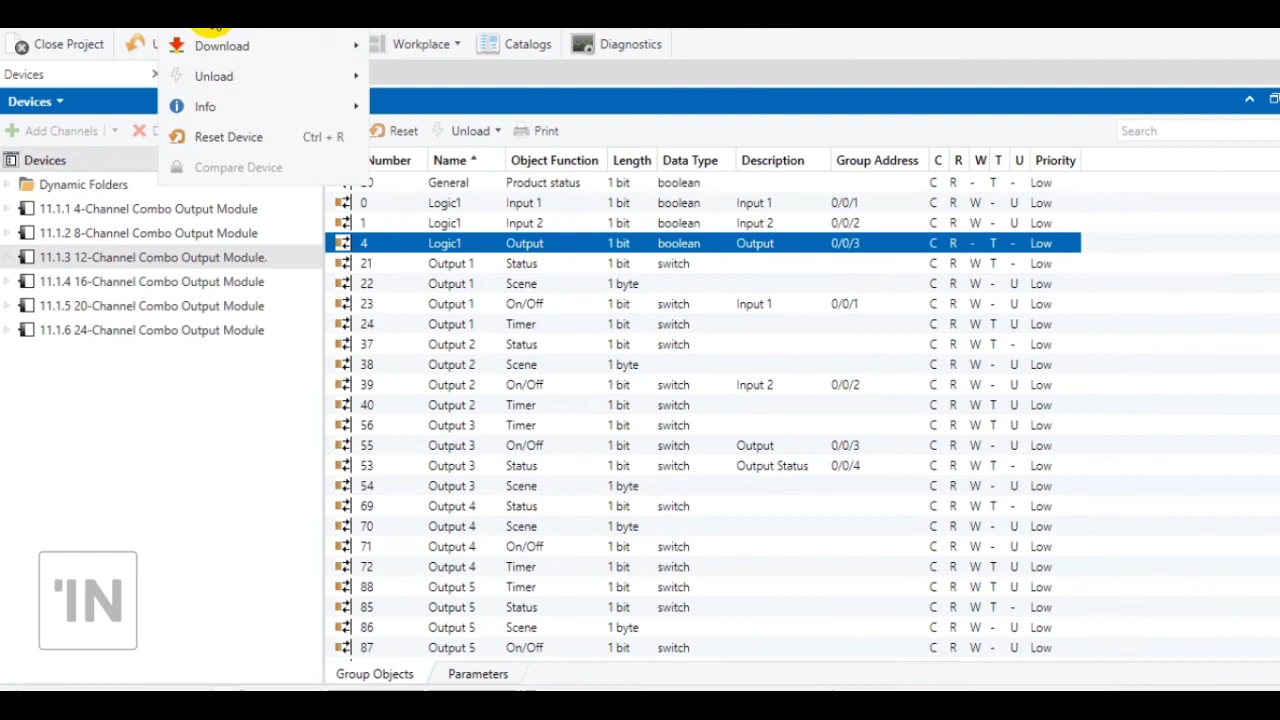 Close Project U Download Workplace Catalogs Diagnostics
Devices Unload
Devices Info
Add Channels D Reset Device Ctrl + R Reset Unload Print Search
Devices Compare Device Number Name Object Function Length Data Type Description Group Address C R W T U Priority
Dynamic Folders
11.1.1 4-Channel Combo Output Module
11.1.2 8-Channel Combo Output Module
11.1.3 12-Channel Combo Output Module.
11.1.4 16-Channel Combo Output Module
11.1.5 20-Channel Combo Output Module
11.1.6 24-Channel Combo Output Module
General Product status 1 bit boolean C R - T - Low
0 Logic1 Input 1 1 bit boolean Input 1 0/0/1 C R W - U Low
1 Logic1 Input 2 1 bit boolean Input 2 0/0/2 C R W - U Low
4 Logic1 Output 1 bit boolean Output 0/0/3 C R - T - Low
21 Output 1 Status 1 bit switch C R W T - Low
22 Output 1 Scene 1 byte C R W - U Low
23 Output 1 On/Off 1 bit switch Input 1 0/0/1 C R W - U Low
24 Output 1 Timer 1 bit switch C R W T U Low
37 Output 2 Status 1 bit switch C R W T - Low
38 Output 2 Scene 1 byte C R W - U Low
39 Output 2 On/Off 1 bit switch Input 2 0/0/2 C R W - U Low
40 Output 2 Timer 1 bit switch C R W T U Low
56 Output 3 Timer 1 bit switch C R W T U Low
55 Output 3 On/Off 1 bit switch Output 0/0/3 C R W - U Low
53 Output 3 Status 1 bit switch Output Status 0/0/4 C R W T - Low
54 Output 3 Scene 1 byte C R W - U Low
69 Output 4 Status 1 bit switch C R W T - Low
70 Output 4 Scene 1 byte C R W - U Low
71 Output 4 On/Off 1 bit switch C R W - U Low
72 Output 4 Timer 1 bit switch C R W T U Low
88 Output 5 Timer 1 bit switch C R W T U Low
85 Output 5 Status 1 bit switch C R W T - Low
86 Output 5 Scene 1 byte C R W - U Low
87 Output 5 On/Off 1 bit switch C R W - U Low
'IN
Group Objects Parameters